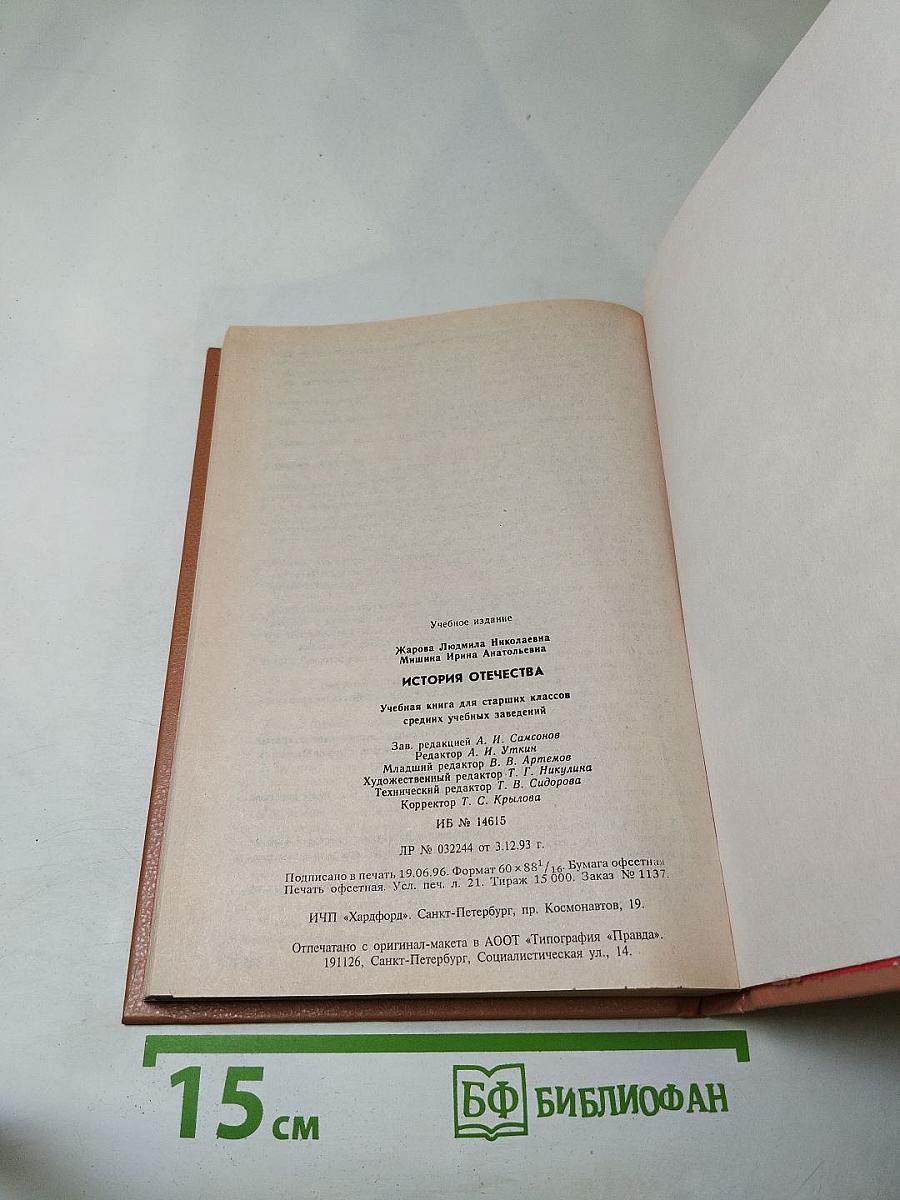 Учебное издание
Жарова Людмила Николаевна
Мишина Ирина Анатольевна
ИСТОРИЯ ОТЕЧЕСТВА
Учебная книга для старших классов
средних учебных заведений
Зав. редакцией А. И. Самсонов
Редактор А. И. Уткин
Младший редактор В. В. Артемов
Художественный редактор Т. Г. Никулина
Технический редактор Т. В. Сидорова
Корректор Т. С. Крылова
ИБ № 14615
ЛР № 032244 от 3.12.93 г.
Подписано в печать 19.06.96. Формат 60×88¹/₁₆. Бумага офсетная
Печать офсетная. Усл. печ. л. 21. Тираж 15 000. Заказ № 1137.
ИЧП «Хардфорд». Санкт-Петербург, пр. Космонавтов, 19.
Отпечатано с оригинал-макета в АООТ «Типография «Правда».
191126, Санкт-Петербург, Социалистическая ул., 14.
15 см
БФ БИБЛИОФАН